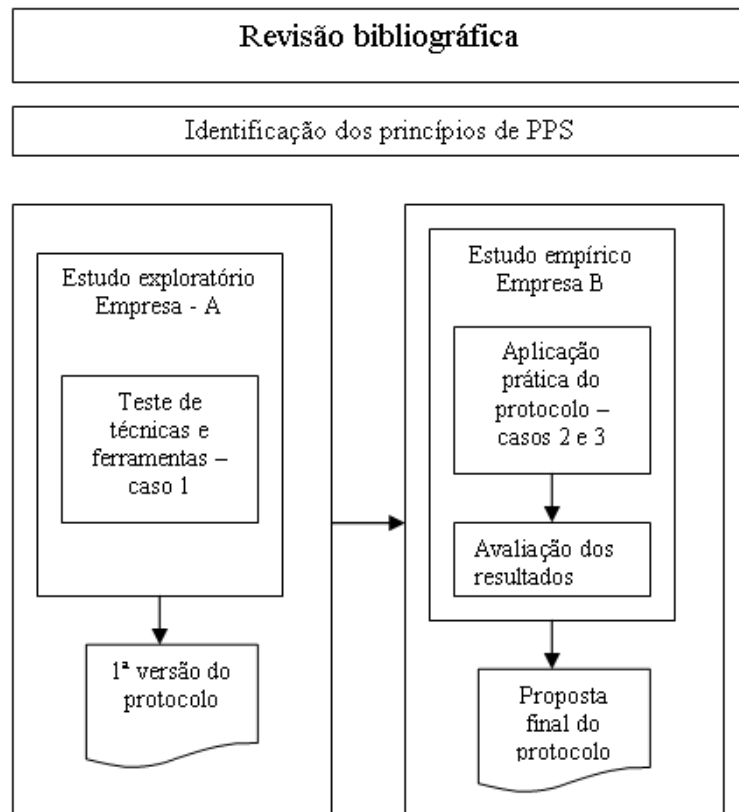 Revisão bibliográfica
Identificação dos princípios de PPS
Estudo exploratório
Empresa - A
Teste de
técnicas e
ferramentas –
caso 1
1ª versão do
protocolo
Estudo empírico
Empresa B
Aplicação
prática do
protocolo –
casos 2 e 3
Avaliação dos
resultados
Proposta
final do
protocolo